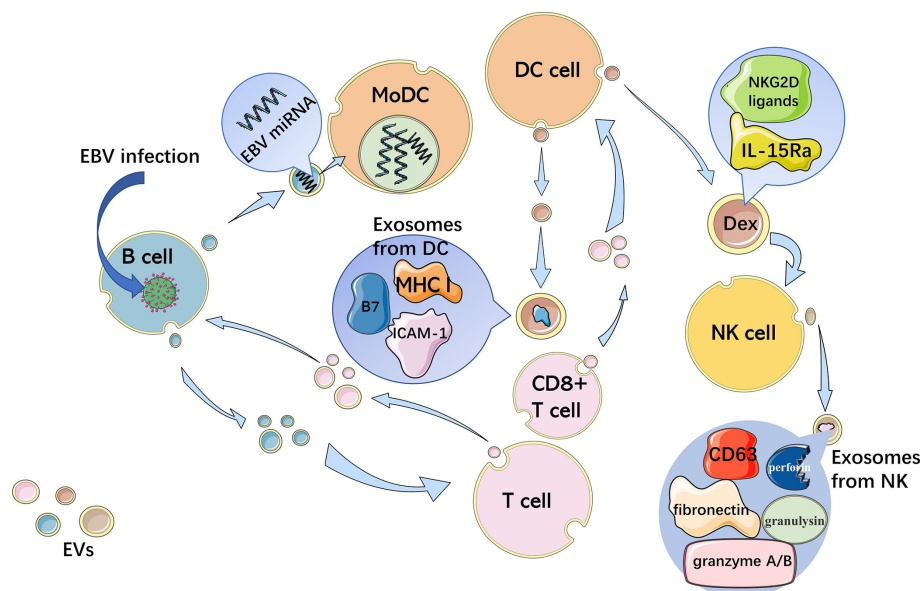 EBV infection
B cell
EBV miRNA
MoDC
DC cell
NKG2D
ligands
IL-15Ra
Dex
Exosomes
from DC
MHC I
B7
ICAM-1
NK cell
CD8+
T cell
T cell
CD63
perforin
Exosomes
from NK
fibronectin
granulysin
granzyme A/B
EVs